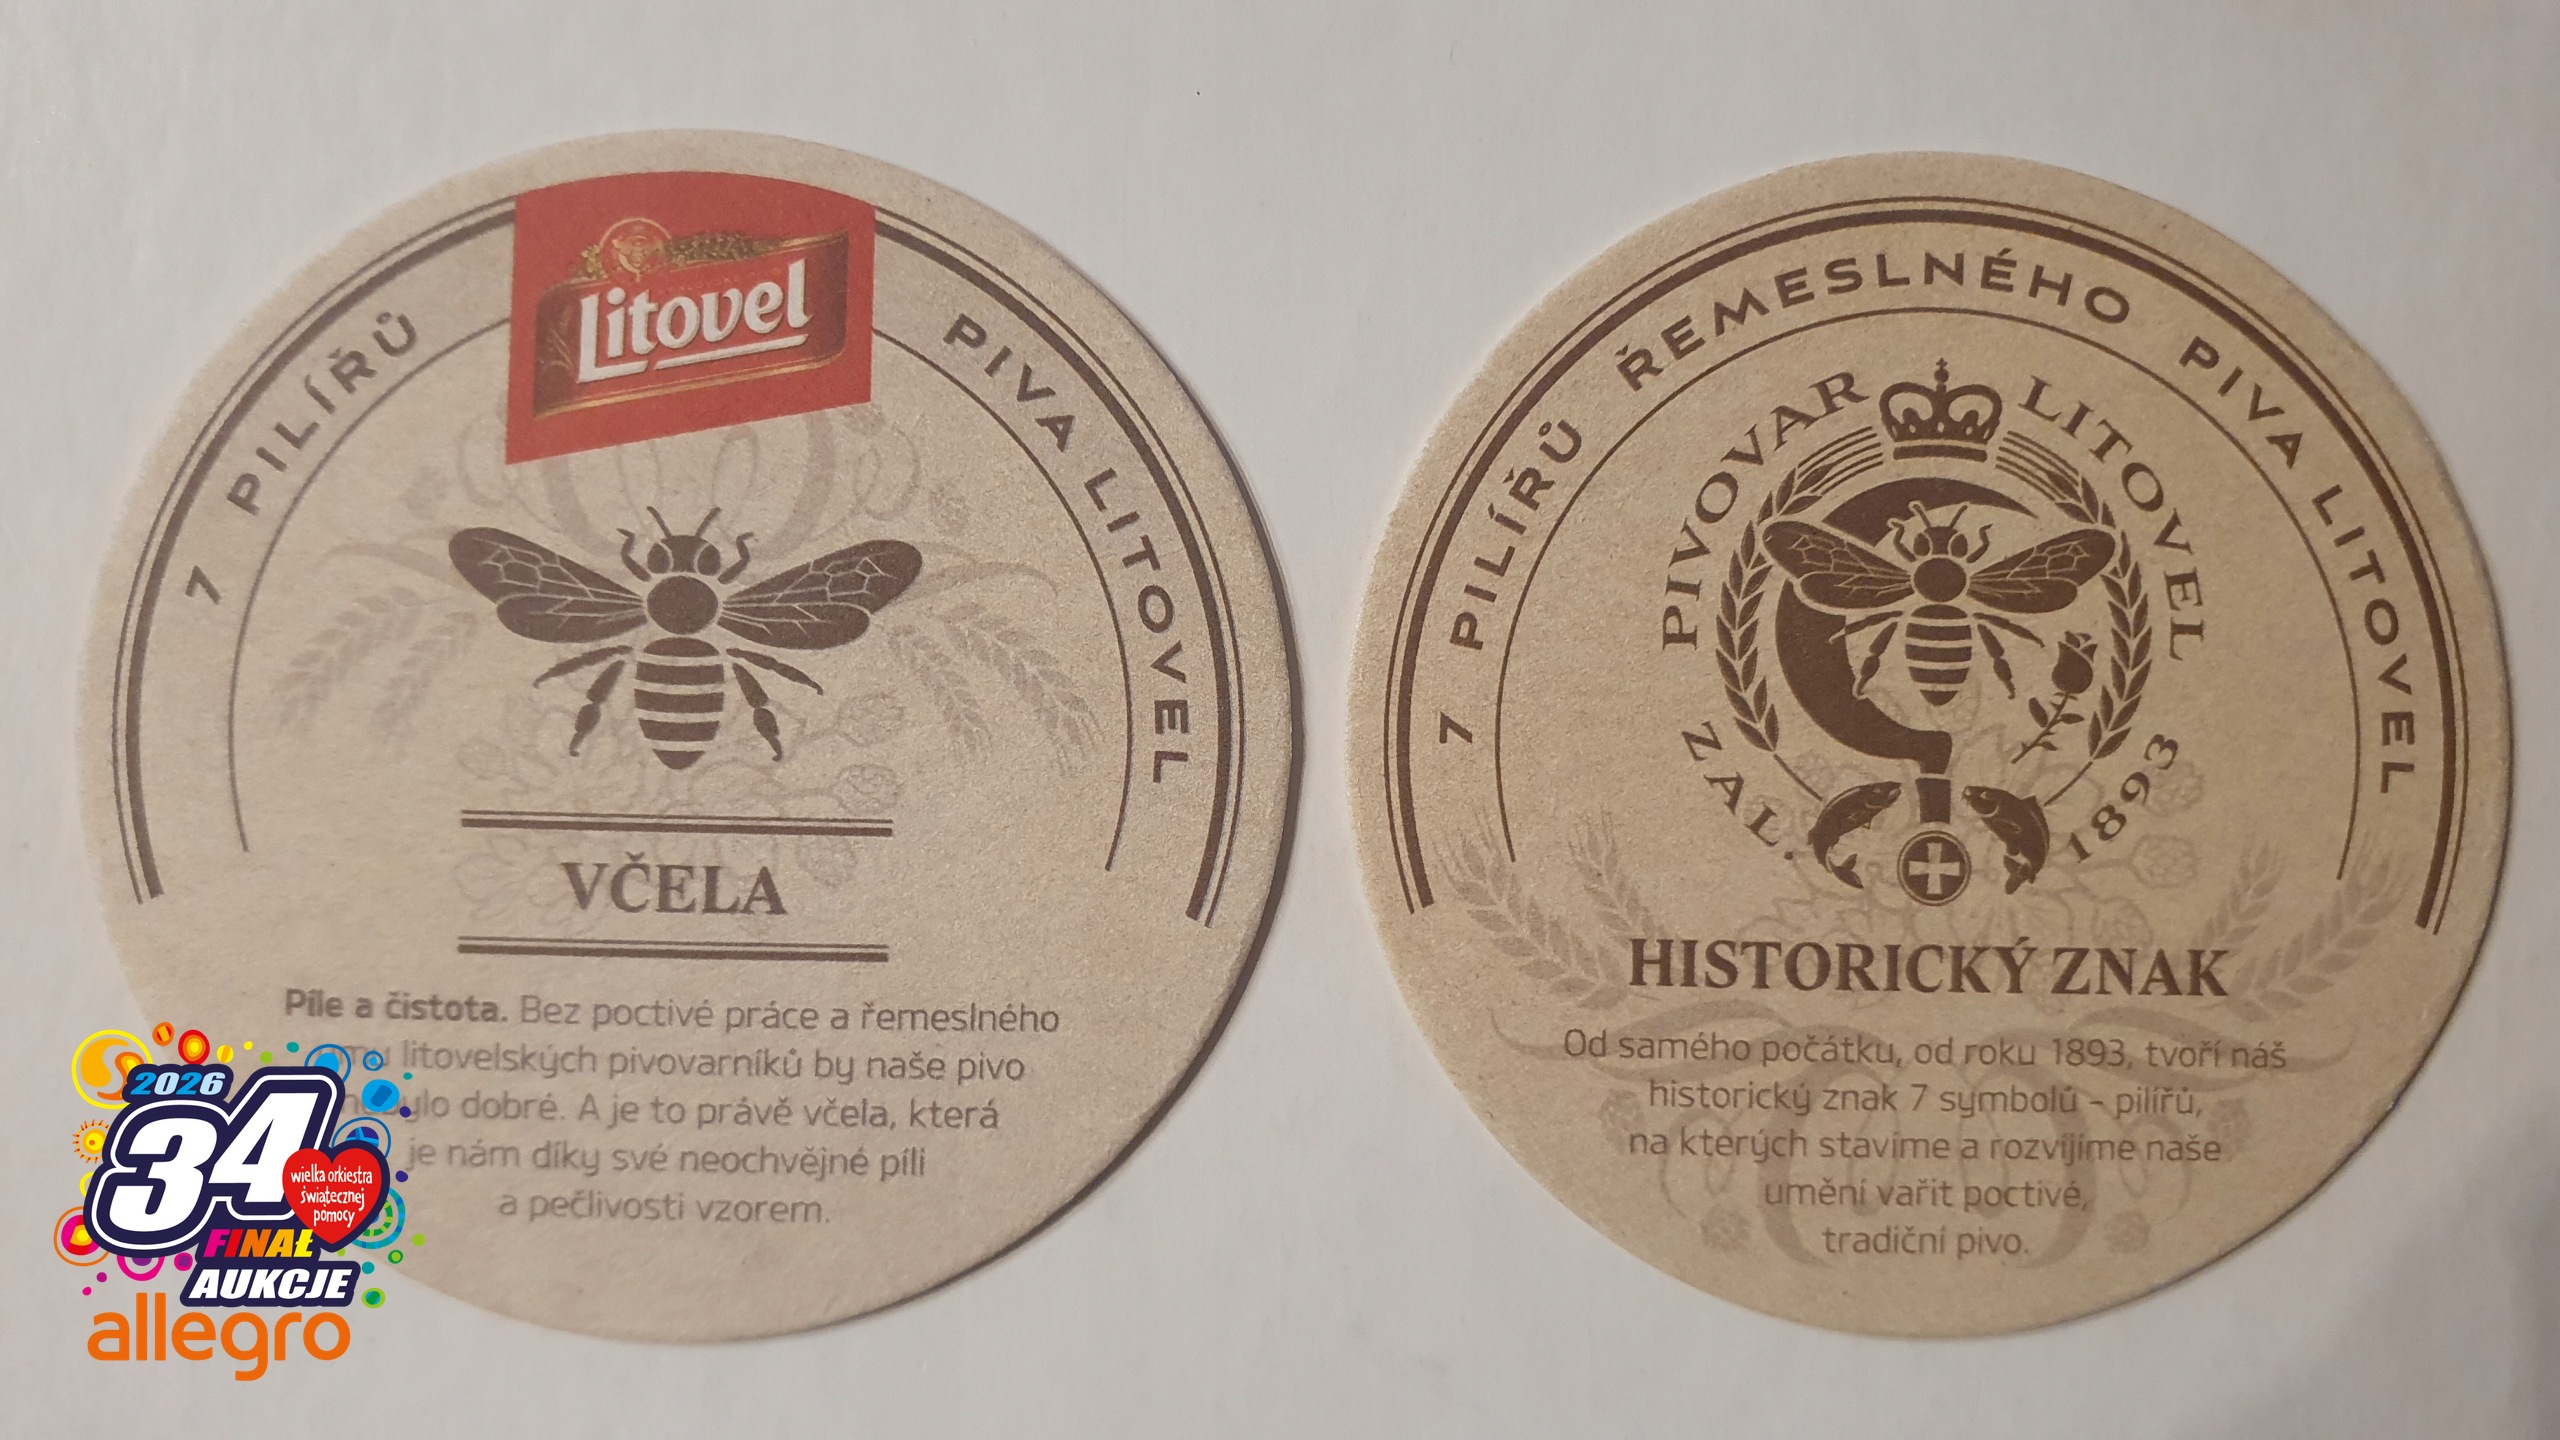 7 PILÍŘŮ PIVA LITOVEL
Litovel
VČELA
Píle a čistota. Bez poctivé práce a řemeslného
litovelských pivovarníků by naše pivo
dobré. A je to právě včela, která
je nám díky své neochvějné píli
a pečlivosti vzorem.
7 PILÍŘŮ ŘEMESLNÉHO PIVA LITOVEL
PIVOVAR LITOVEL
ZAL. 1893
HISTORICKÝ ZNAK
Od samého počátku, od roku 1893, tvoří náš
historický znak 7 symbolů – pilířů,
na kterých stavíme a rozvíjíme naše
umění vařit poctivé,
tradiční pivo.
2026
34
wielka orkiestra
świątecznej
pomocy
FINAŁ
AUKCJE
allegro